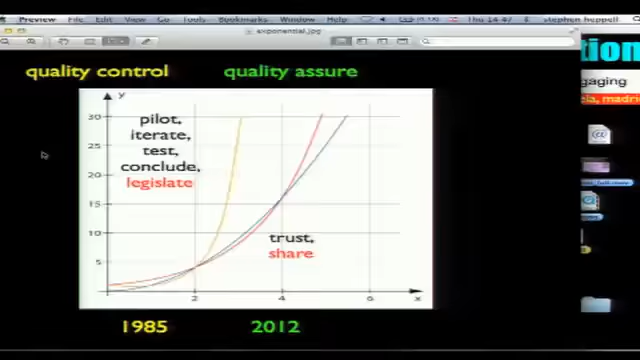 Preview File Edit View Go Tools Bookmarks Window Help
Thu 14:47 stephen heppell
exponential.jpg
tion
quality control quality assure
gaging
ela, madri
y
30
25
20
15
10
5
pilot,
iterate,
test,
conclude,
legislate
trust,
share
2 4 6 x
1985 2012